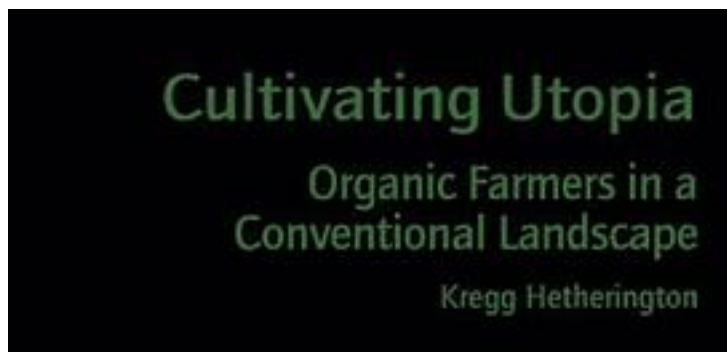 Cultivating Utopia
Organic Farmers in a
Conventional Landscape
Kregg Hetherington